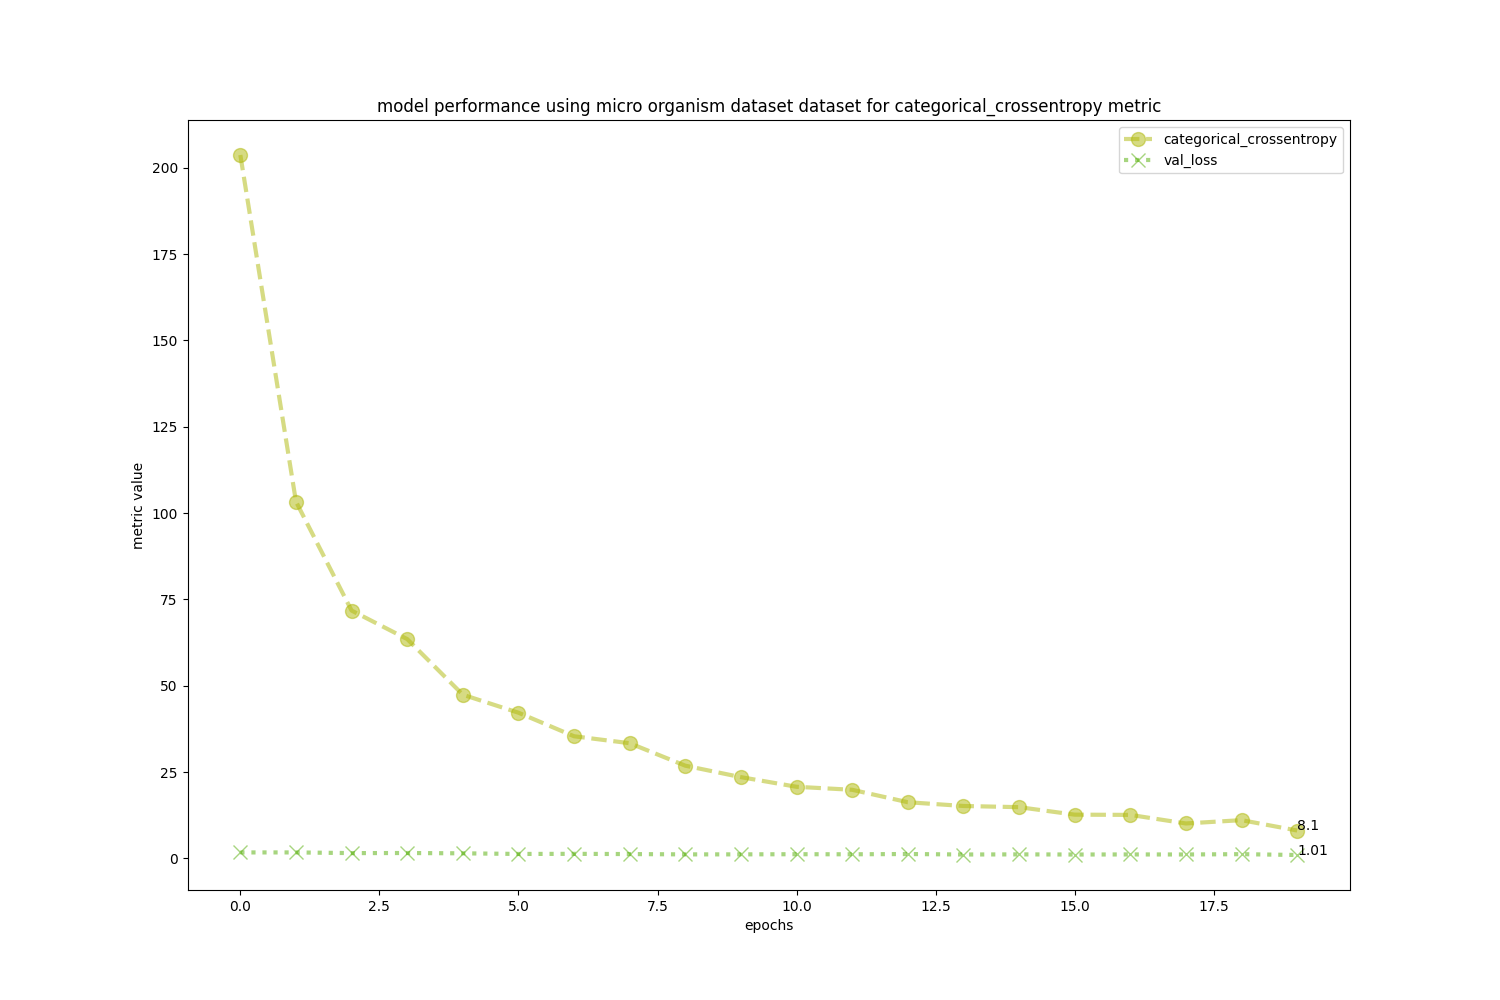 model performance using micro organism dataset dataset for categorical_crossentropy metric
categorical_crossentropy
val_loss
200
175
150
125
100
75
50
25
0
metric value
8.1
1.01
0.0 2.5 5.0 7.5 10.0 12.5 15.0 17.5
epochs